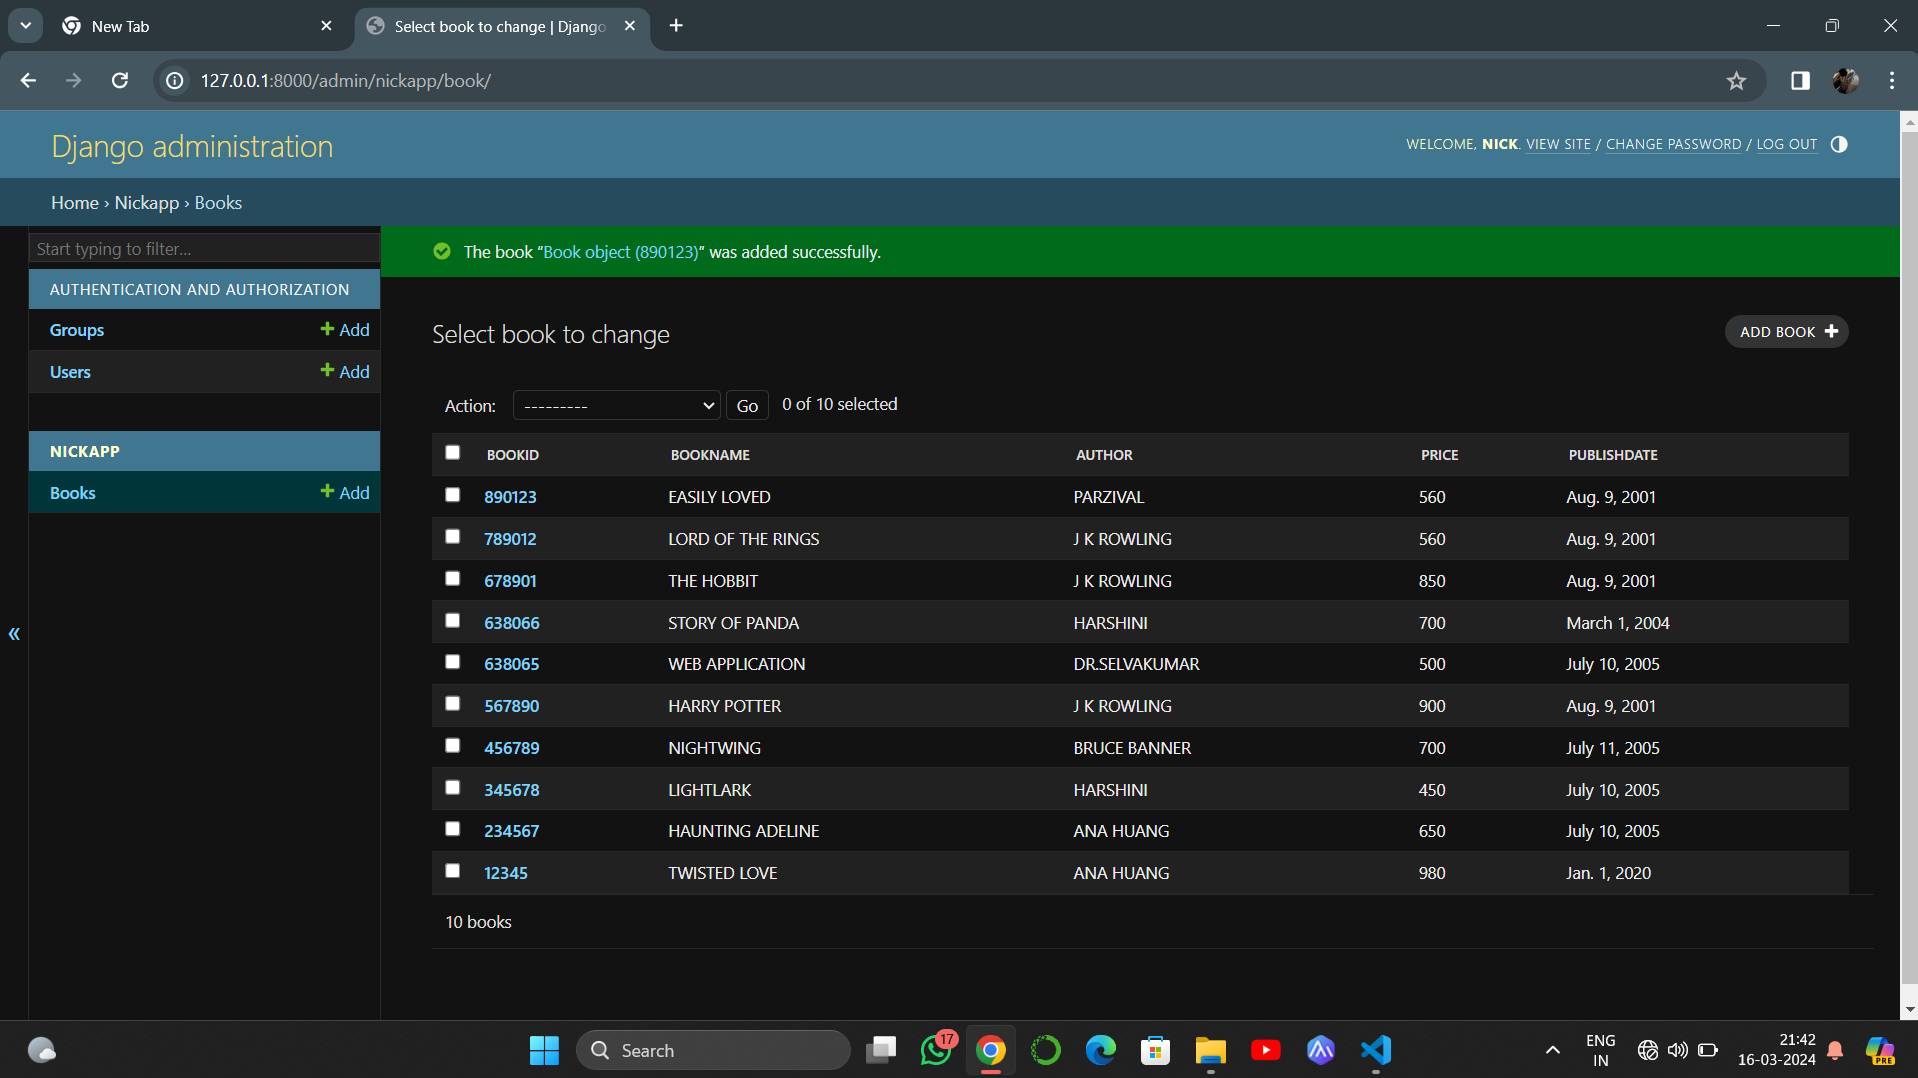 New Tab
Select book to change | Django
127.0.0.1:8000/admin/nickapp/book/
Django administration
WELCOME, NICK. VIEW SITE / CHANGE PASSWORD / LOG OUT
Home › Nickapp › Books
Start typing to filter...
The book “Book object (890123)” was added successfully.
AUTHENTICATION AND AUTHORIZATION
Groups + Add
Users + Add
NICKAPP
Books + Add
«
Select book to change
ADD BOOK +
Action: --------- Go 0 of 10 selected
BOOKID BOOKNAME AUTHOR PRICE PUBLISHDATE
890123 EASILY LOVED PARZIVAL 560 Aug. 9, 2001
789012 LORD OF THE RINGS J K ROWLING 560 Aug. 9, 2001
678901 THE HOBBIT J K ROWLING 850 Aug. 9, 2001
638066 STORY OF PANDA HARSHINI 700 March 1, 2004
638065 WEB APPLICATION DR.SELVAKUMAR 500 July 10, 2005
567890 HARRY POTTER J K ROWLING 900 Aug. 9, 2001
456789 NIGHTWING BRUCE BANNER 700 July 11, 2005
345678 LIGHTLARK HARSHINI 450 July 10, 2005
234567 HAUNTING ADELINE ANA HUANG 650 July 10, 2005
12345 TWISTED LOVE ANA HUANG 980 Jan. 1, 2020
10 books
Search
17
ENG
IN
21:42
16-03-2024
PRE